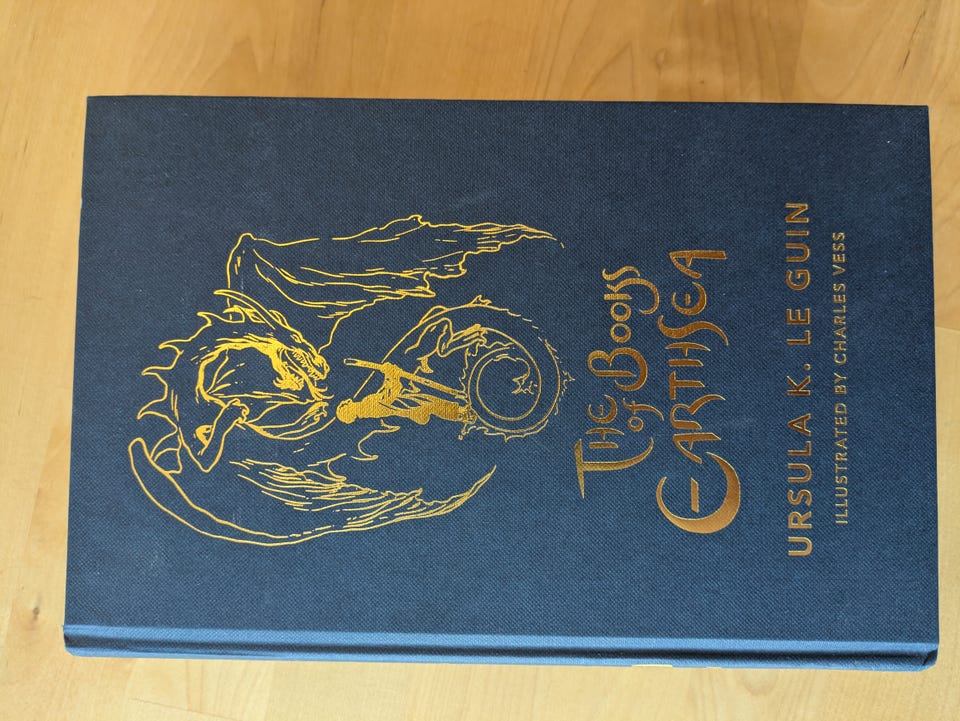 The Books
of
Earthsea
URSULA K. LE GUIN
ILLUSTRATED BY CHARLES VESS